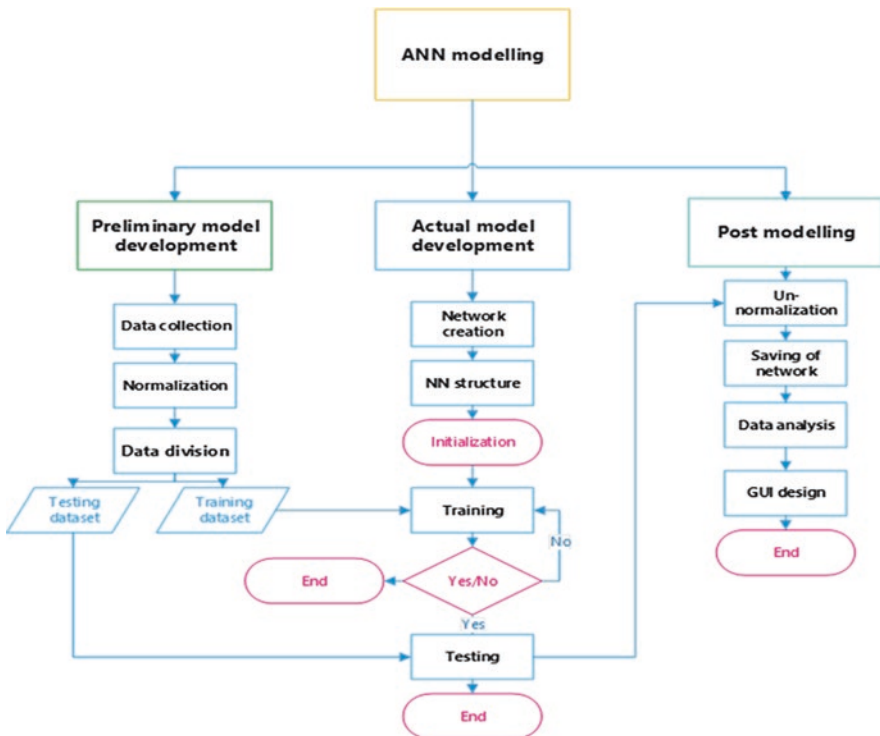 ANN modelling
Preliminary model
development
Data collection
Normalization
Data division
Testing
dataset
Training
dataset
Actual model
development
Network
creation
NN structure
Initialization
Training
No
Yes/No
End
Yes
Testing
End
Post modelling
Un-
normalization
Saving of
network
Data analysis
GUI design
End